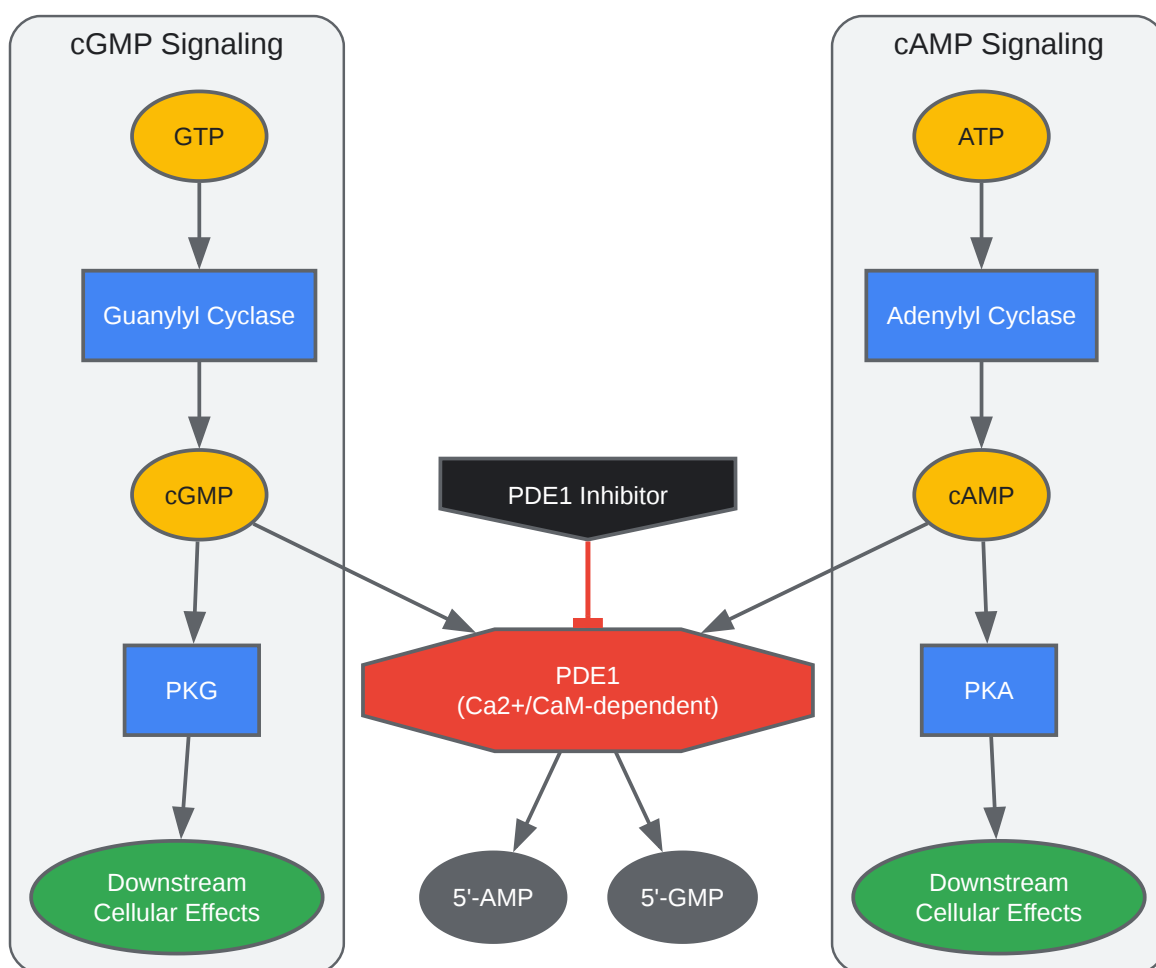 cGMP Signaling
cAMP Signaling
GTP
ATP
Guanylyl Cyclase
Adenylyl Cyclase
cGMP
PDE1 Inhibitor
cAMP
PKG
PDE1
(Ca2+/CaM-dependent)
PKA
Downstream
Cellular Effects
5'-AMP
5'-GMP
Downstream
Cellular Effects